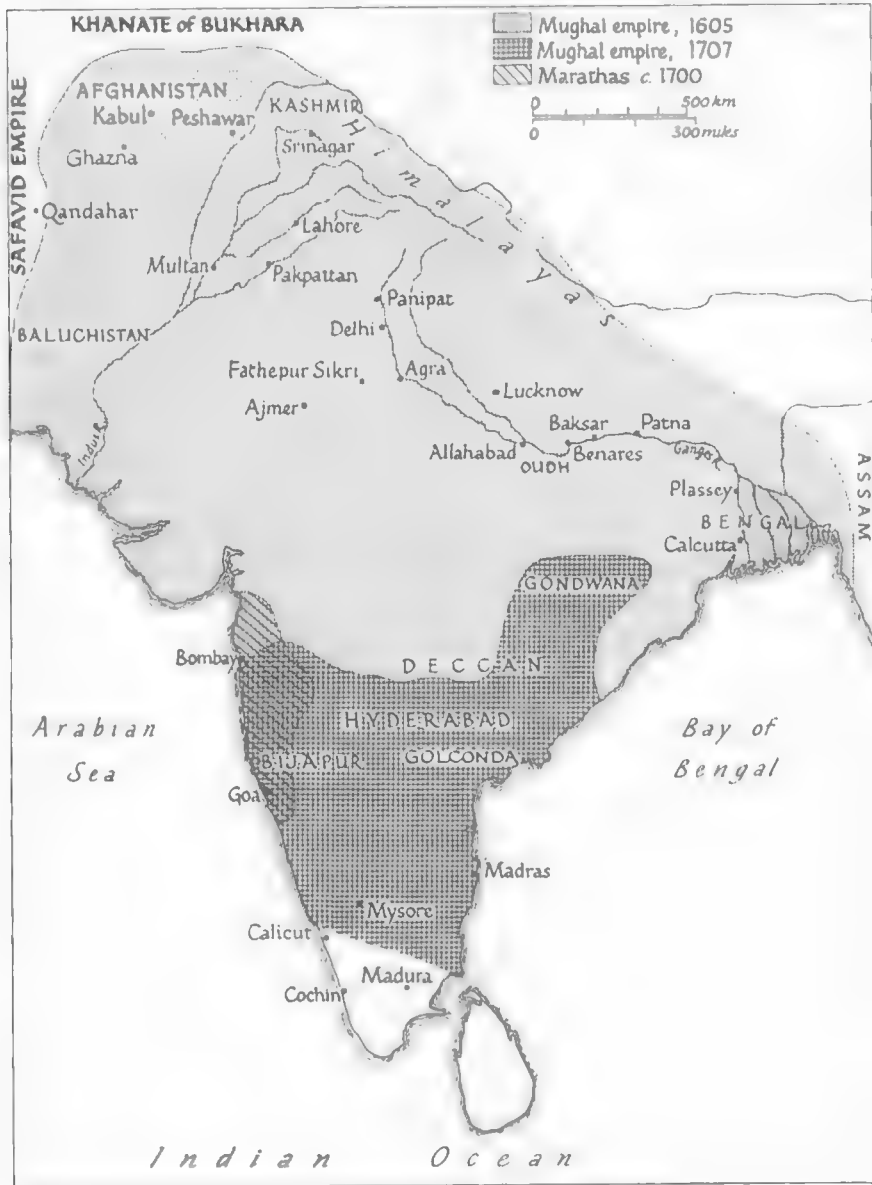 KHANATE of BUKHARA
Mughal empire, 1605
Mughal empire, 1707
Marathas c. 1700
0 500 km
0 300 miles
SAFAVID EMPIRE
AFGHANISTAN
Kabul
Peshawar
KASHMIR
Srinagar
Himalayas
Ghazna
Qandahar
Lahore
Multan
Pakpattan
Panipat
BALUCHISTAN
Delhi
Fathepur Sikri
Agra
Lucknow
Ajmer
Indus R
Baksar
Patna
Allahabad
OUDH
Benares
Ganges R
Plassey
BENGAL
ASSAM
Calcutta
GONDWANA
Bombay
DECCAN
Arabian
Sea
HYDERABAD
Bay of
Bengal
BIJAPUR
GOLCONDA
Goa
Madras
Mysore
Calicut
Madura
Cochin
Indian Ocean